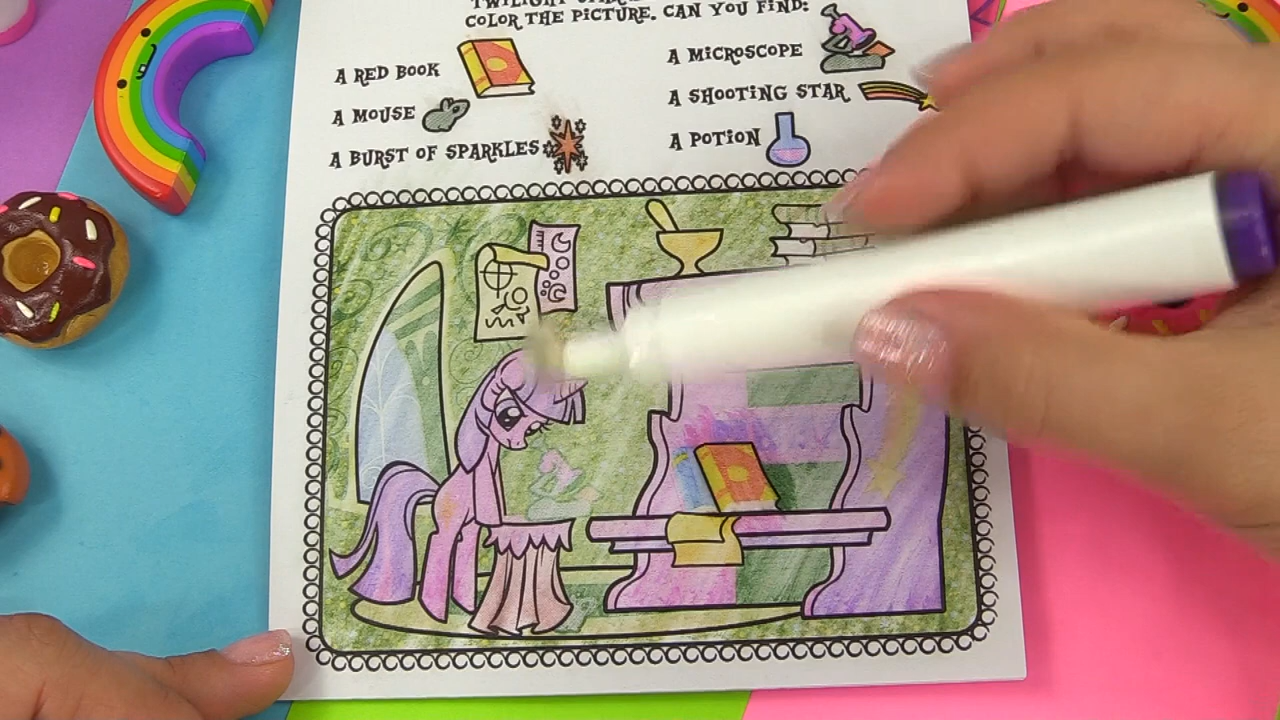 COLOR THE PICTURE. CAN YOU FIND:
A RED BOOK
A MOUSE
A BURST OF SPARKLES
A MICROSCOPE
A SHOOTING STAR
A POTION